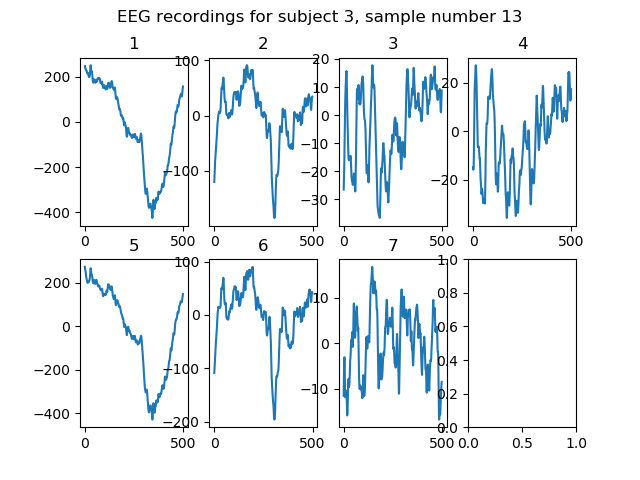 EEG recordings for subject 3, sample number 13
1 2 3 4
200 0 −200 −400
100 0 −100
20 10 0 −10 −20 −30
20 0 −20
0 500 0 500 0 500 0 500
5 6 7
200 0 −200 −400
100 0 −100 −200
10 0 −10
1.0 0.8 0.6 0.4 0.2 0.0
0 500 0 500 0 500 0.0 0.5 1.0